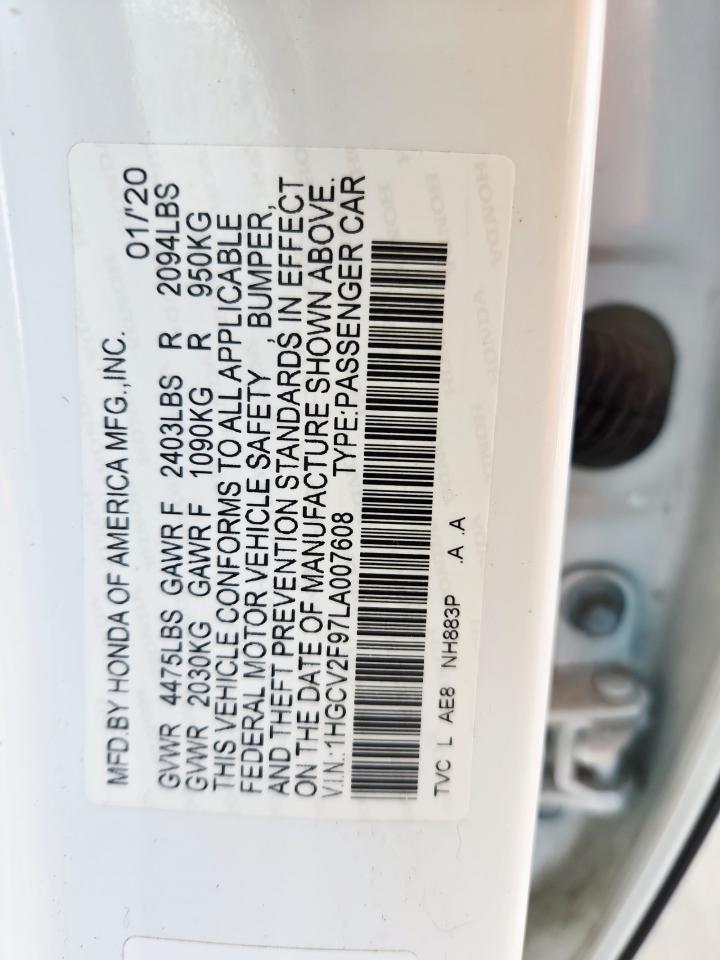 MFD.BY HONDA OF AMERICA MFG.,INC. 01/'20
GVWR 4475LBS GAWR F 2403LBS R 2094LBS
GVWR 2030KG GAWR F 1090KG R 950KG
THIS VEHICLE CONFORMS TO ALL APPLICABLE
FEDERAL MOTOR VEHICLE SAFETY , BUMPER,
AND THEFT PREVENTION STANDARDS IN EFFECT
ON THE DATE OF MANUFACTURE SHOWN ABOVE.
V.I.N.:1HGCV2F97LA007608 TYPE:PASSENGER CAR
TVC L AE8 NH883P .A .A
HONDA